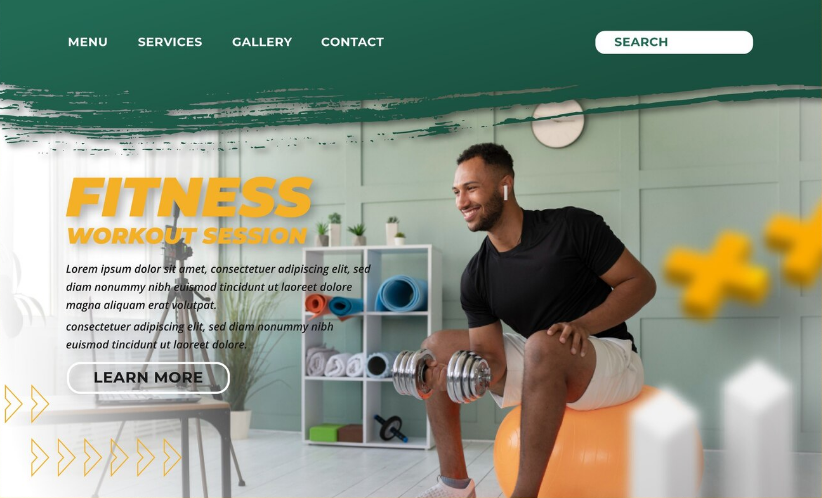 MENU SERVICES GALLERY CONTACT SEARCH
FITNESS
WORKOUT SESSION
Lorem ipsum dolor sit amet, consectetuer adipiscing elit, sed
diam nonummy nibh euismod tincidunt ut laoreet dolore
magna aliquam erat volutpat.
consectetuer adipiscing elit, sed diam nonummy nibh
euismod tincidunt ut laoreet dolore.
LEARN MORE